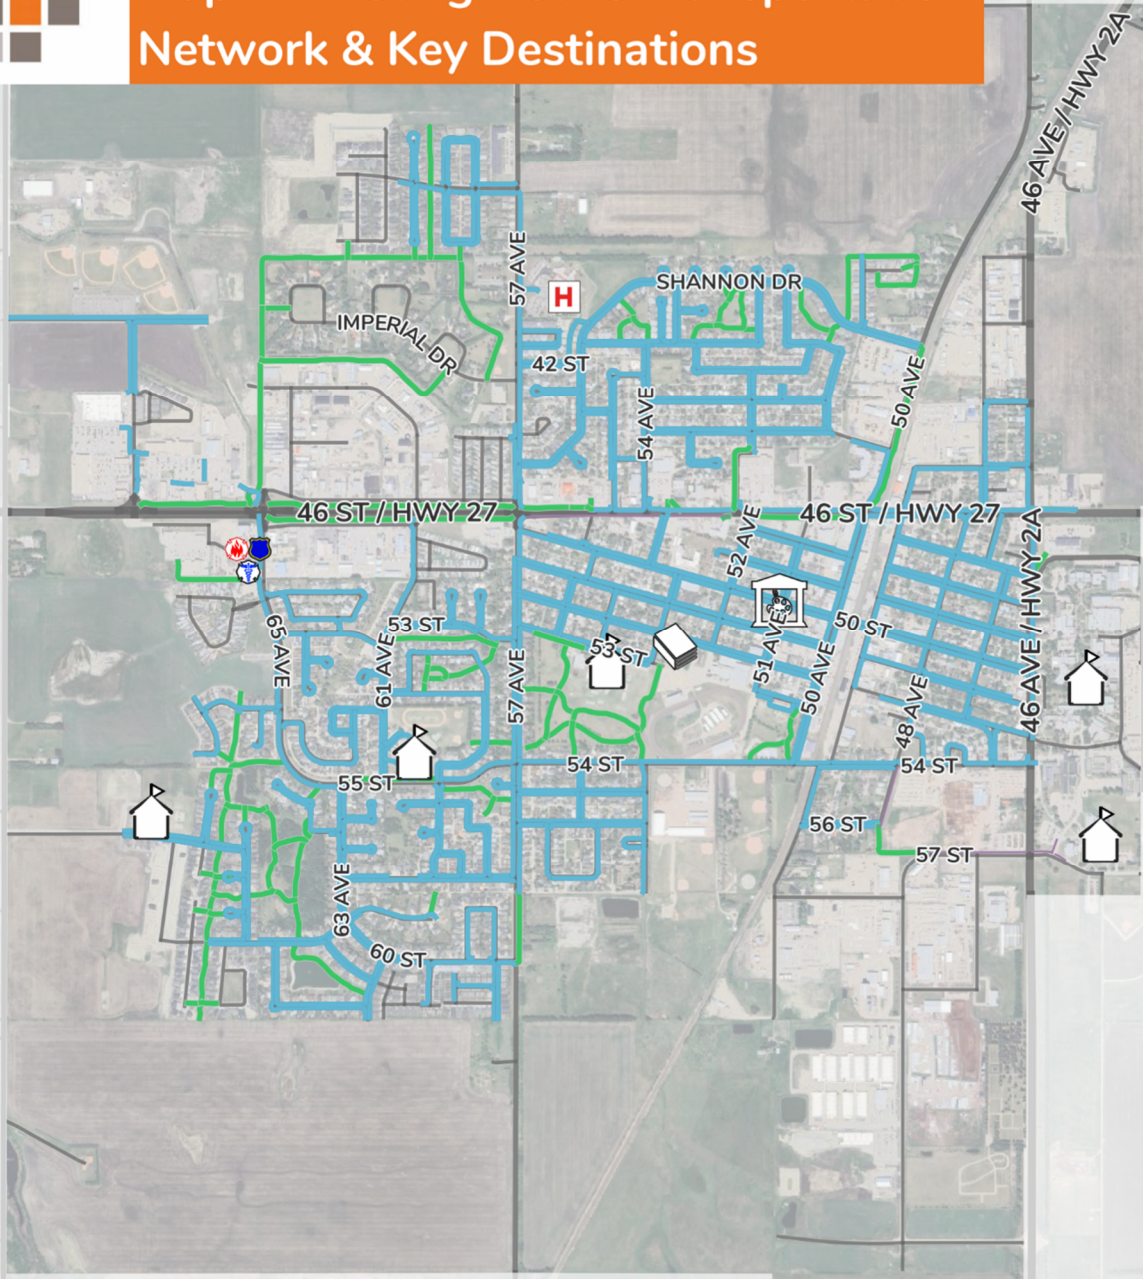 Network & Key Destinations
46 AVE / HWY 2A
57 AVE
SHANNON DR
H
IMPERIAL DR
42 ST
50 AVE
54 AVE
46 ST / HWY 27
46 ST / HWY 27
52 AVE
46 AVE / HWY 2A
53 ST
65 AVE
61 AVE
53 ST
51 AVE
50 ST
57 AVE
50 AVE
48 AVE
54 ST
54 ST
55 ST
56 ST
57 ST
63 AVE
60 ST